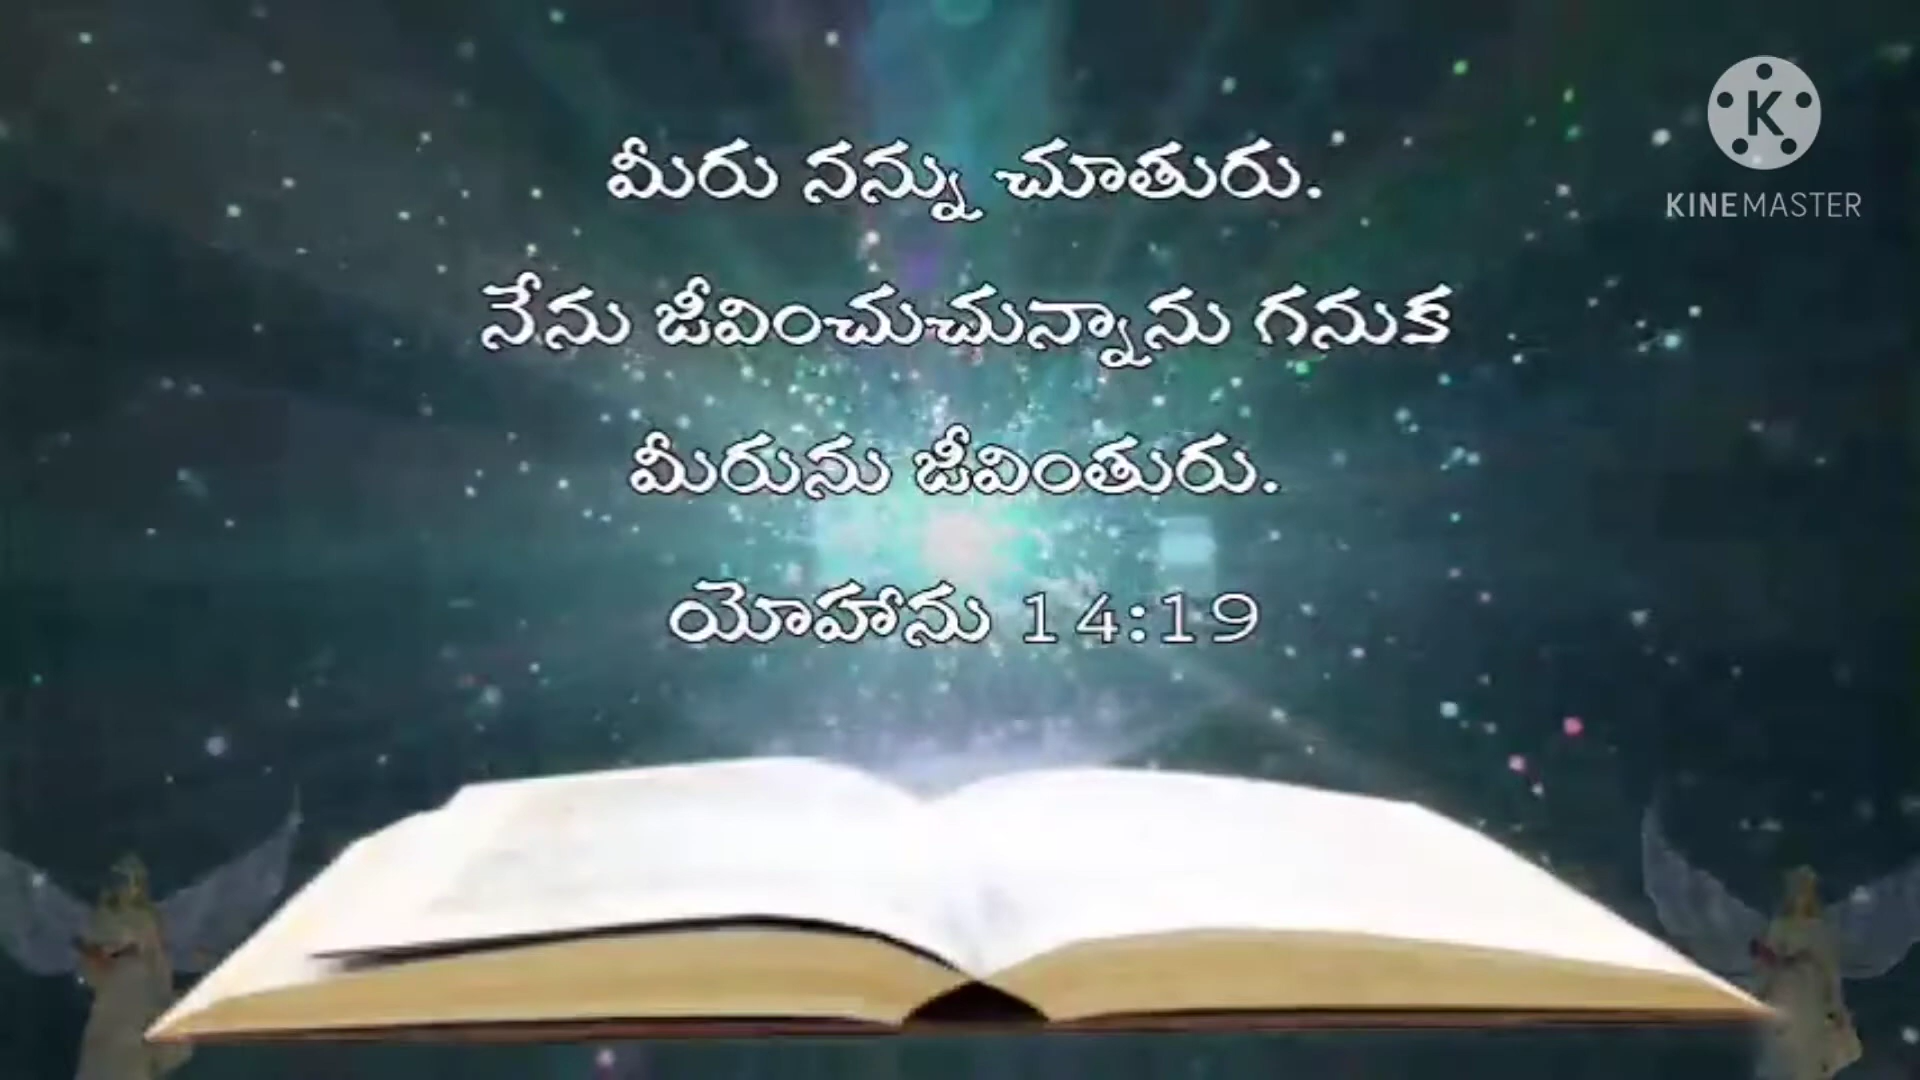 మీరు నన్ను చూతురు.
నేను జీవించుచున్నాను గనుక
మీరును జీవింతురు.
యోహాను 14:19
K
KINEMASTER